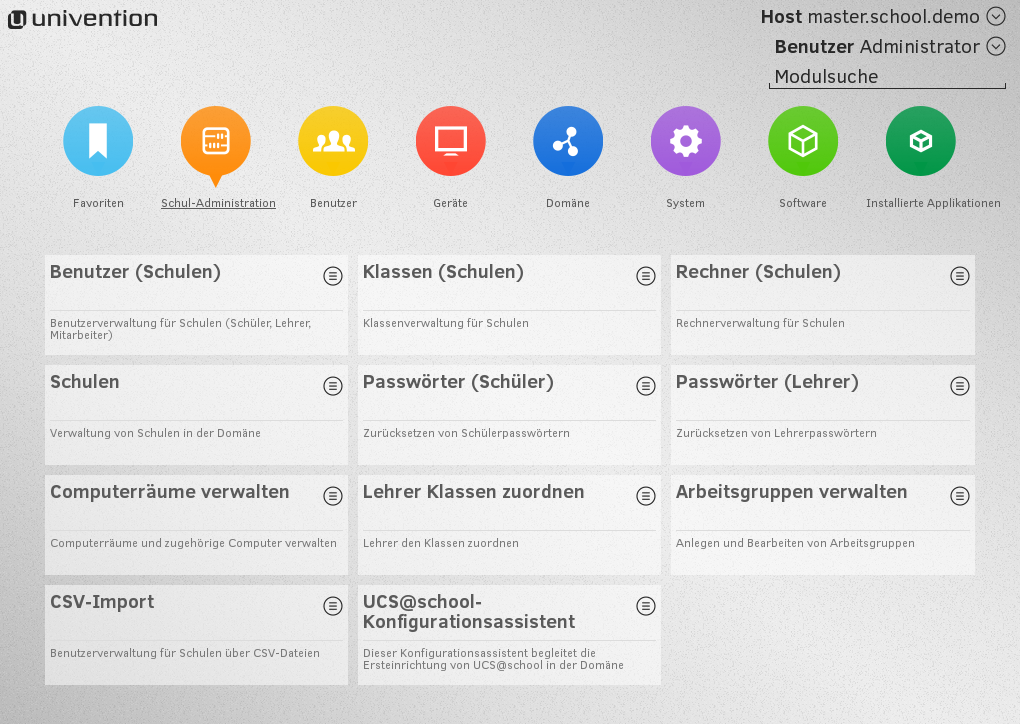 univention
Host master.school.demo
Benutzer Administrator
Modulsuche
Favoriten
Schul-Administration
Benutzer
Geräte
Domäne
System
Software
Installierte Applikationen
Benutzer (Schulen)
Benutzerverwaltung für Schulen (Schüler, Lehrer,
Mitarbeiter)
Klassen (Schulen)
Klassenverwaltung für Schulen
Rechner (Schulen)
Rechnerverwaltung für Schulen
Schulen
Verwaltung von Schulen in der Domäne
Passwörter (Schüler)
Zurücksetzen von Schülerpasswörtern
Passwörter (Lehrer)
Zurücksetzen von Lehrerpasswörtern
Computerräume verwalten
Computerräume und zugehörige Computer verwalten
Lehrer Klassen zuordnen
Lehrer den Klassen zuordnen
Arbeitsgruppen verwalten
Anlegen und Bearbeiten von Arbeitsgruppen
CSV-Import
Benutzerverwaltung für Schulen über CSV-Dateien
UCS@school-
Konfigurationsassistent
Dieser Konfigurationsassistent begleitet die
Ersteinrichtung von UCS@school in der Domäne